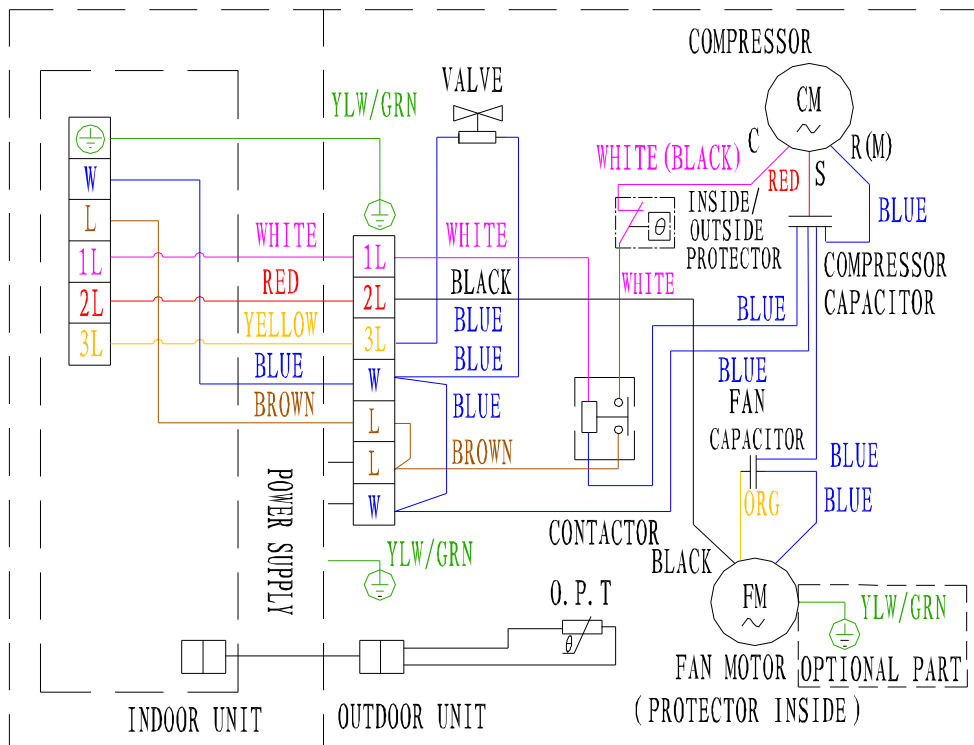 COMPRESSOR
VALVE
CM
YLW/GRN
C
R(M)
WHITE(BLACK)
RED
S
W
L
1L
2L
3L
INSIDE/
OUTSIDE
PROTECTOR
θ
BLUE
WHITE
WHITE
1L
COMPRESSOR
CAPACITOR
RED
BLACK
2L
WHITE
YELLOW
3L
BLUE
BLUE
BLUE
BLUE
W
BLUE
BROWN
L
BLUE
FAN
CAPACITOR
L
BROWN
BLUE
W
ORG
BLUE
POWER SUPPLY
CONTACTOR
BLACK
YLW/GRN
O.P.T
θ
FM
YLW/GRN
FAN MOTOR
OPTIONAL PART
(PROTECTOR INSIDE)
INDOOR UNIT
OUTDOOR UNIT